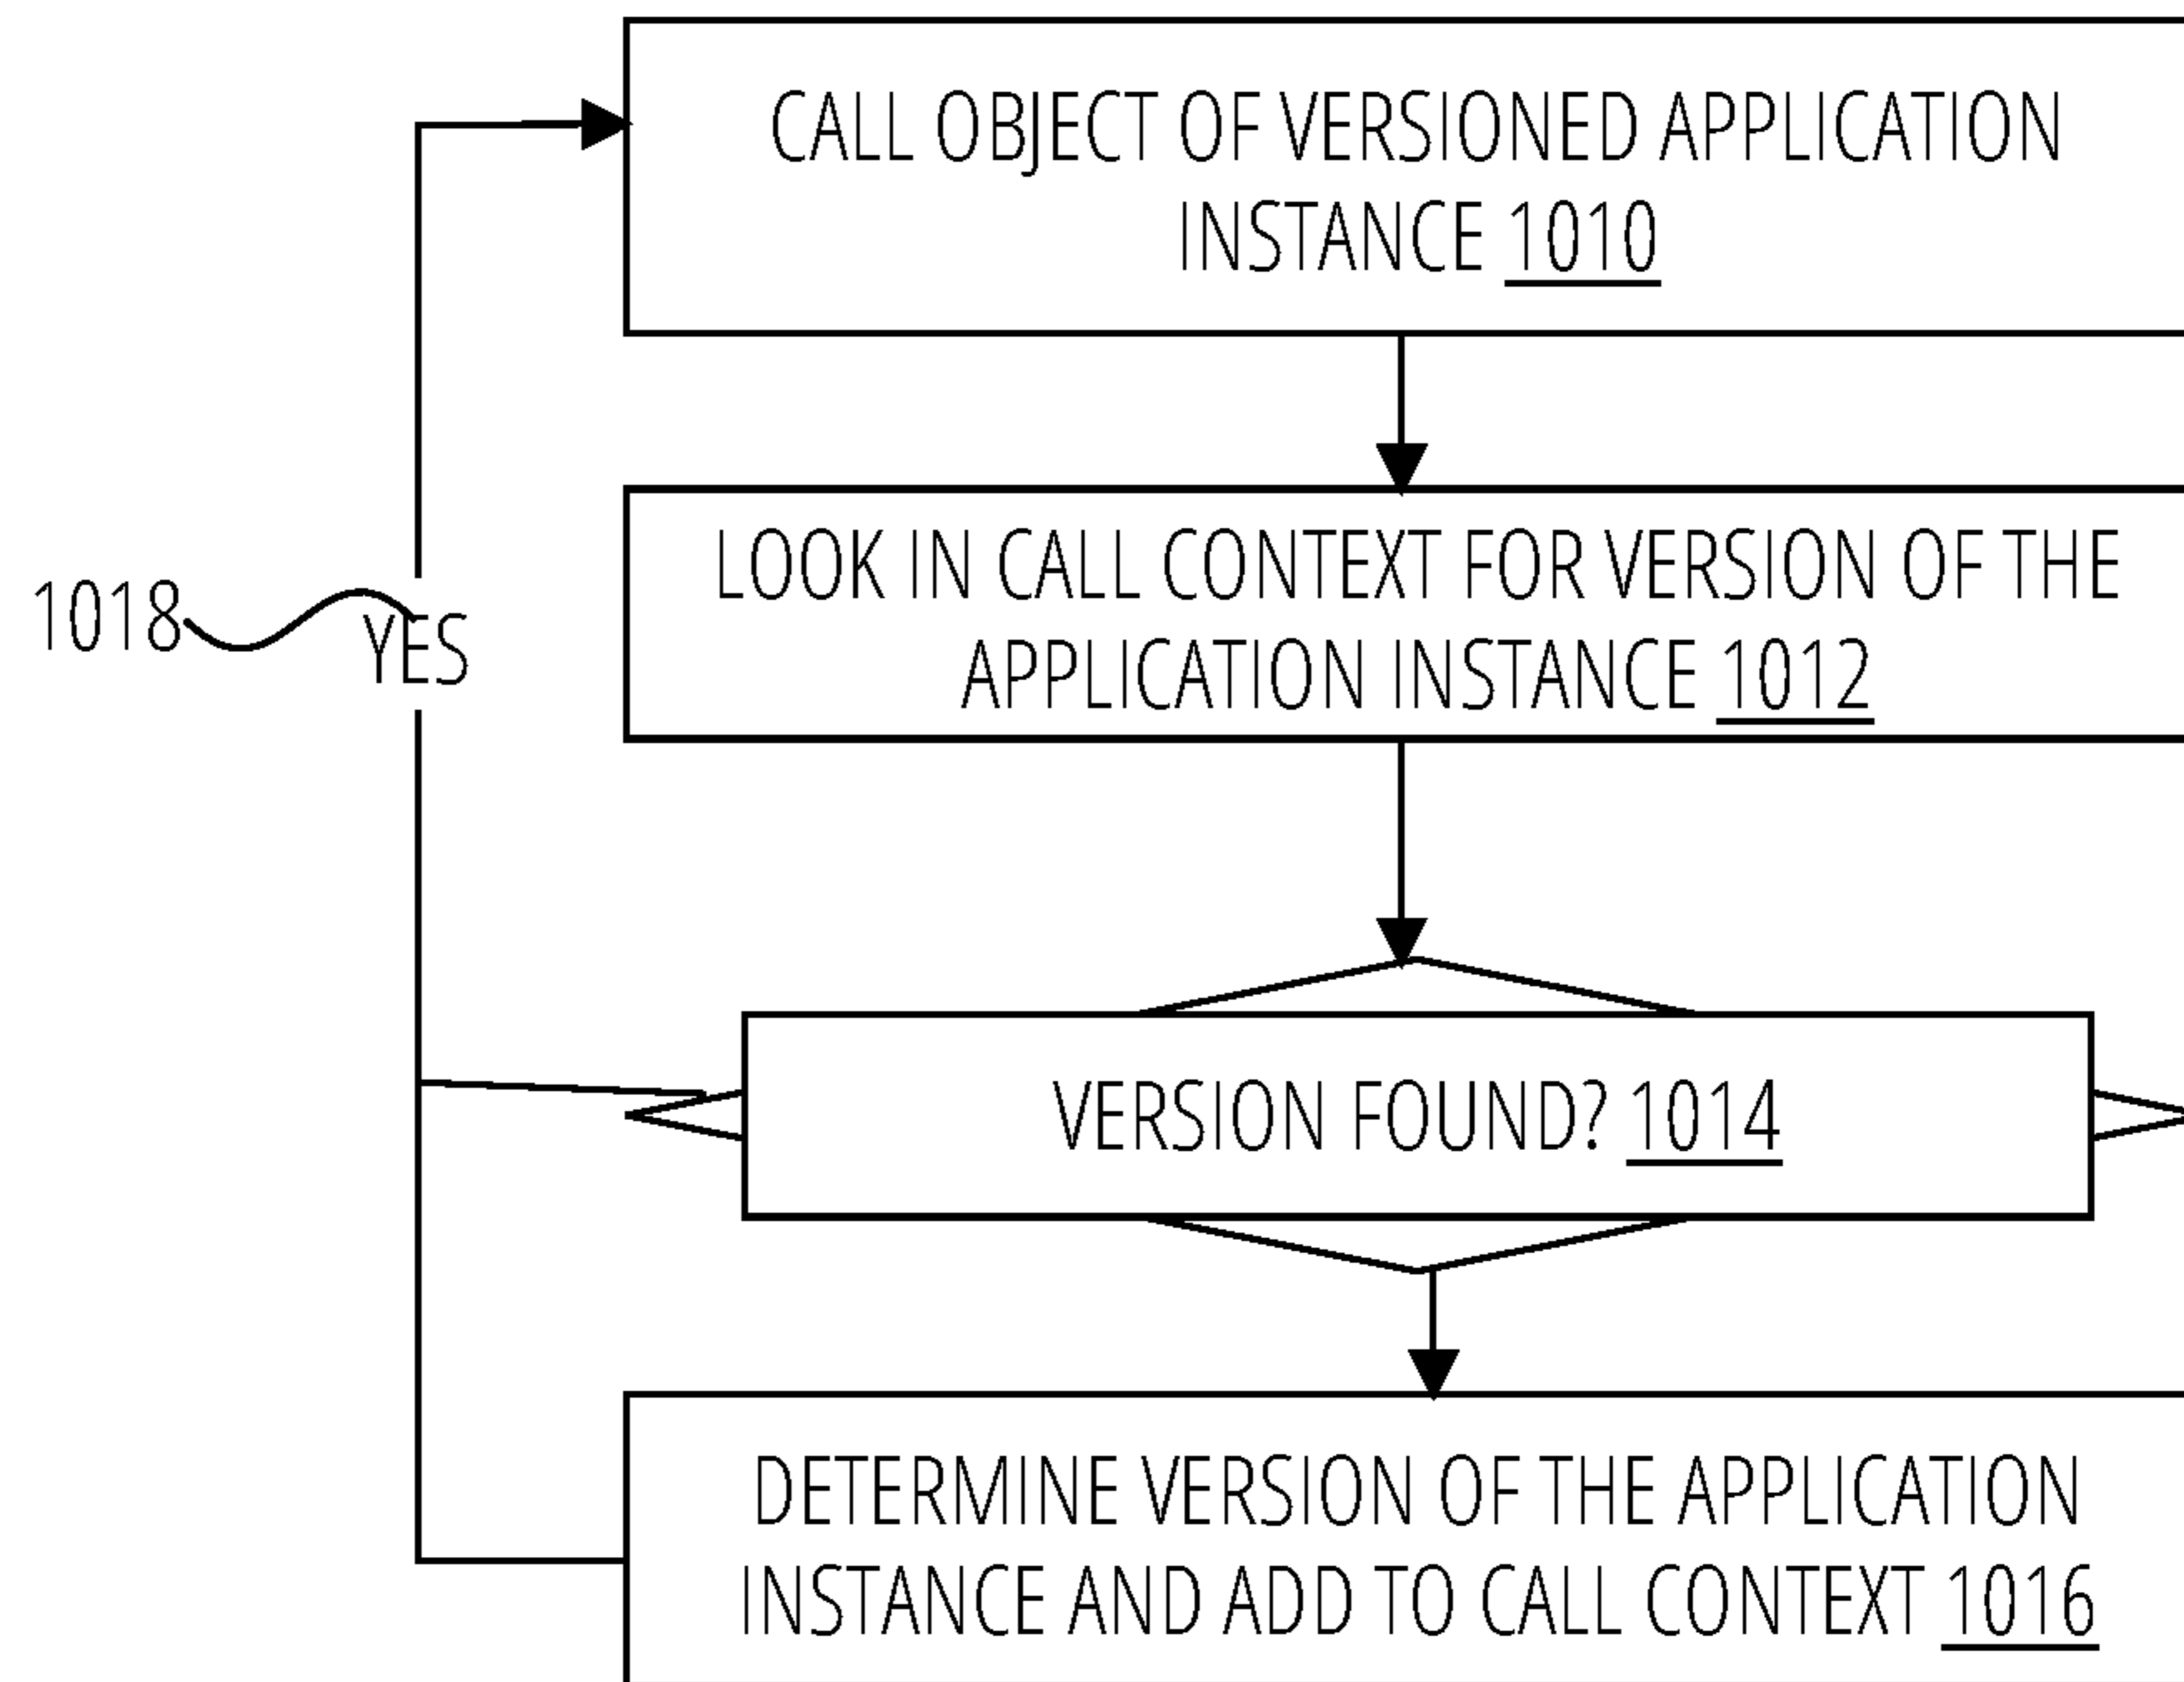 CALL OBJECT OF VERSIONED APPLICATION
INSTANCE 1010
LOOK IN CALL CONTEXT FOR VERSION OF THE
APPLICATION INSTANCE 1012
1018
YES
VERSION FOUND? 1014
DETERMINE VERSION OF THE APPLICATION
INSTANCE AND ADD TO CALL CONTEXT 1016